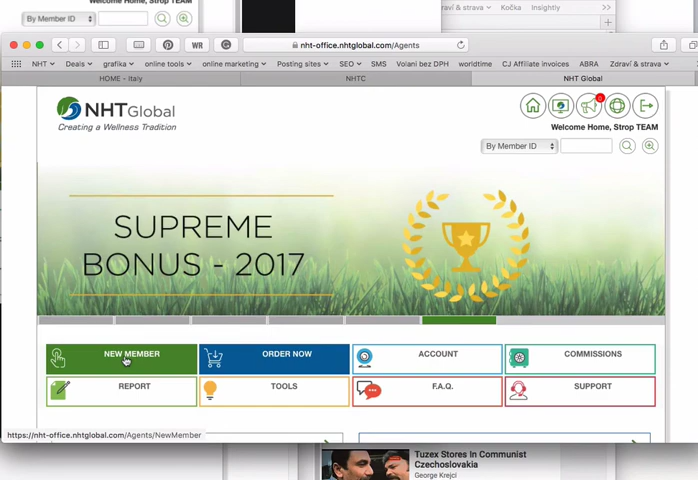 Welcome Home, Strop TEAM
By Member ID
raví & strava Kočka Insightly
WR
nht-office.nhtglobal.com/Agents
NHT Deals grafika online tools online marketing Posting sites SEO SMS Volani bez DPH worldtime CJ Affiliate invoices ABRA Zdraví & strava
HOME - Italy NHTC NHT Global
NHTGlobal
Creating a Wellness Tradition
Welcome Home, Strop TEAM
By Member ID
SUPREME
BONUS - 2017
NEW MEMBER ORDER NOW ACCOUNT COMMISSIONS
REPORT TOOLS F.A.Q. SUPPORT
https://nht-office.nhtglobal.com/Agents/NewMember
Tuzex Stores In Communist
Czechoslovakia
George Krejci